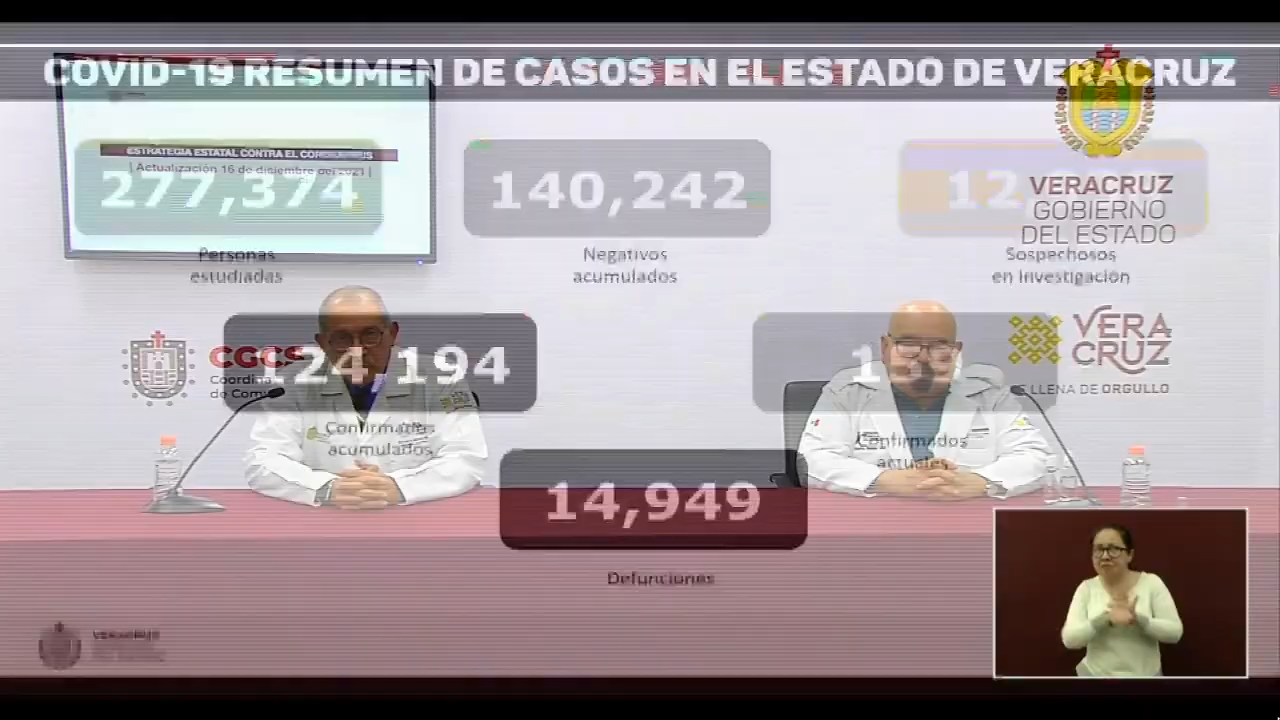 COVID-19 RESUMEN DE CASOS EN EL ESTADO DE VERACRUZ
ESTRATEGIA ESTATAL CONTRA EL CORONAVIRUS
| Actualización 16 de diciembre del 2021 |
277,374
Personas
estudiadas
140,242
Negativos
acumulados
Sospechosos
en investigación
VERACRUZ
GOBIERNO
DEL ESTADO
CGCS
124,194
Confirmados
acumulados
Confirmados
actuales
VERA
CRUZ
LLENA DE ORGULLO
14,949
Defunciones
VERACRUZ